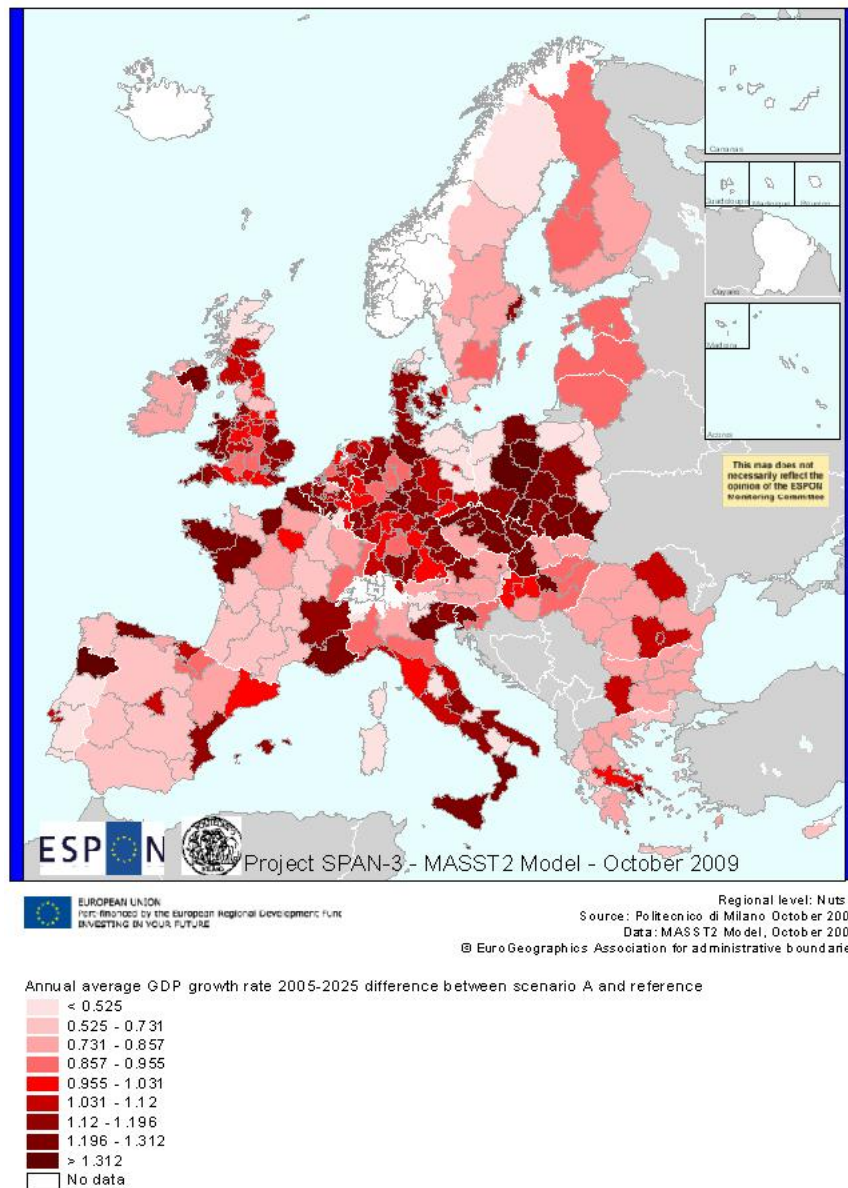 Canarias
Guadeloupe Martinique Réunion
Guyane
Madeira
Acores
This map does not
necessarily reflect the
opinion of the ESPON
Monitoring Committee
ESPON
Project SPAN-3 - MASST2 Model - October 2009
EUROPEAN UNION
Part-financed by the European Regional Development Fund
INVESTING IN YOUR FUTURE
Regional level: Nuts
Source: Politecnico di Milano October 200
Data: MASST2 Model, October 200
© EuroGeographics Association for administrative boundarie
Annual average GDP growth rate 2005-2025 difference between scenario A and reference
< 0.525
0.525 - 0.731
0.731 - 0.857
0.857 - 0.955
0.955 - 1.031
1.031 - 1.12
1.12 - 1.196
1.196 - 1.312
> 1.312
No data